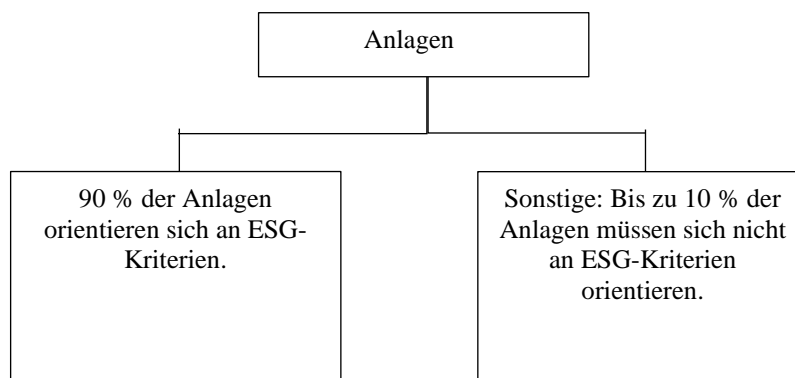 Anlagen
90 % der Anlagen
orientieren sich an ESG-
Kriterien.
Sonstige: Bis zu 10 % der
Anlagen müssen sich nicht
an ESG-Kriterien
orientieren.